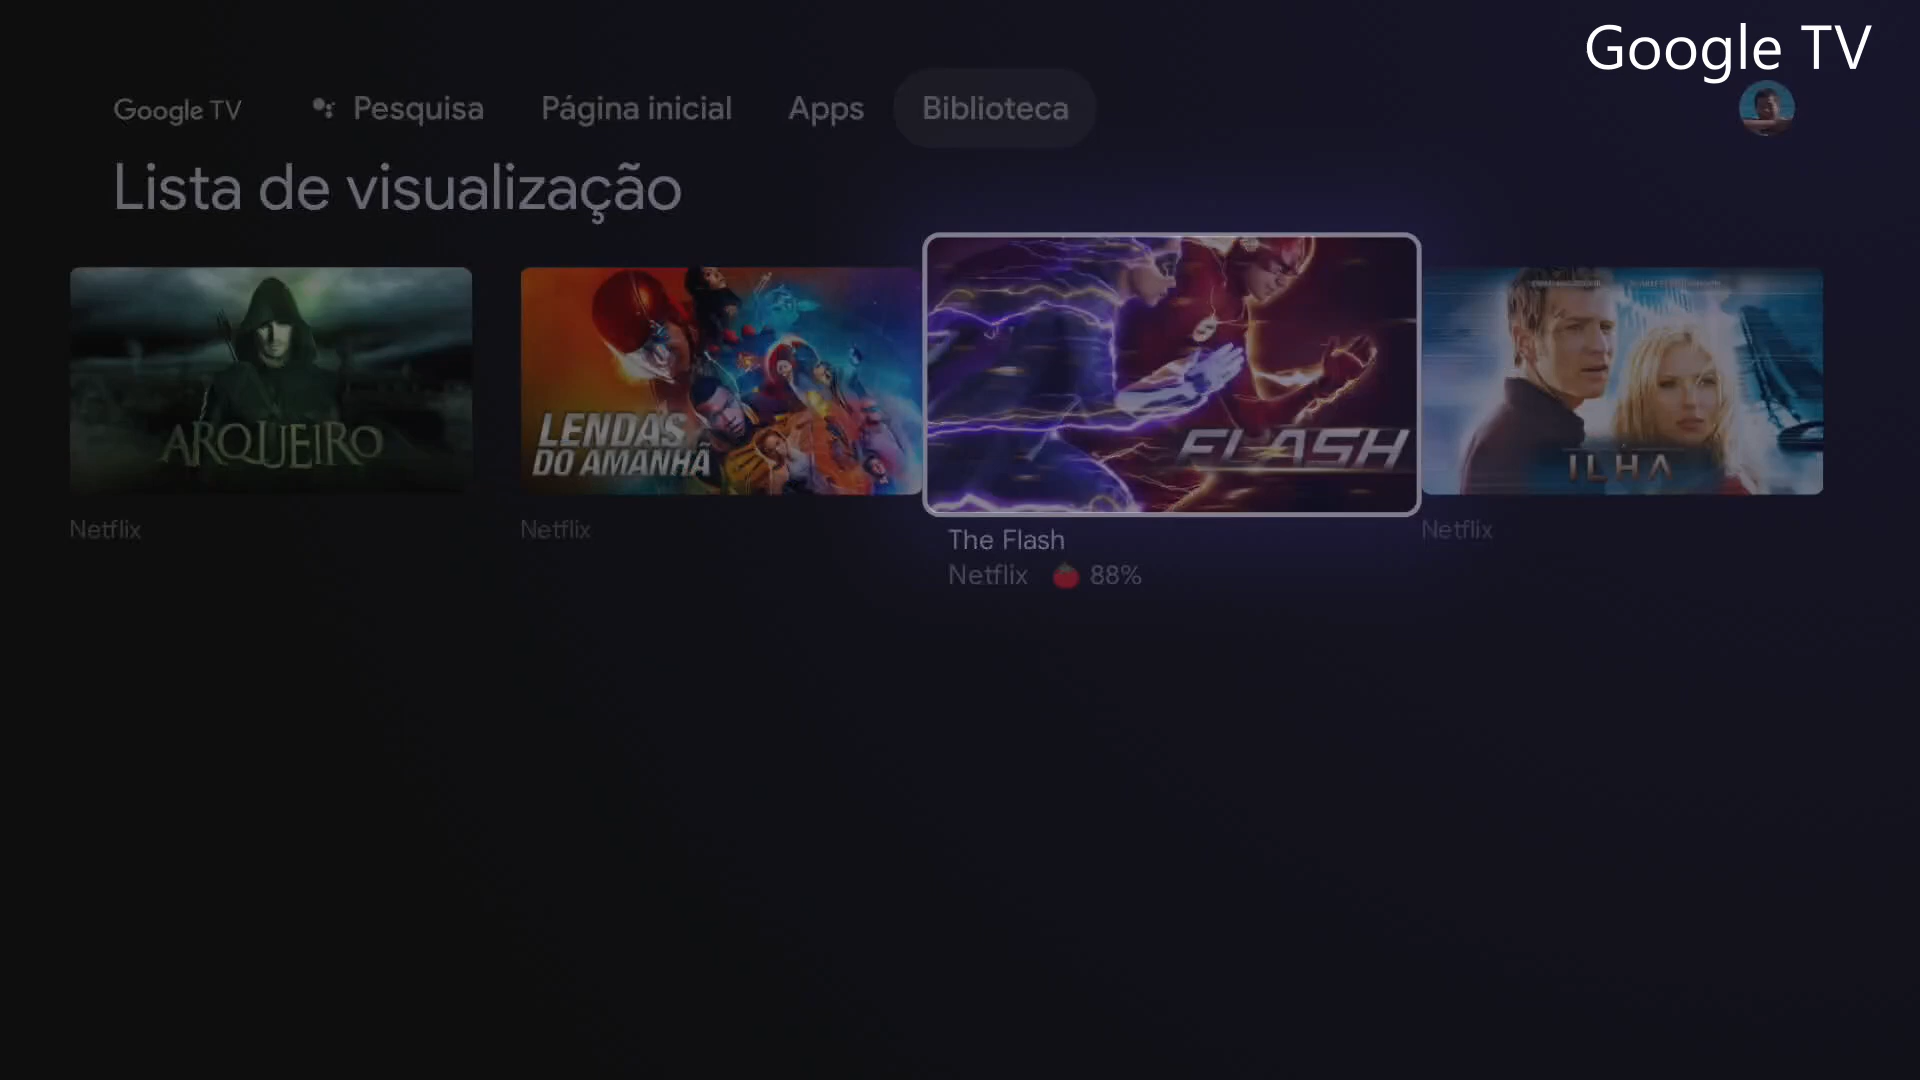 Google TV
Google TV Pesquisa Página inicial Apps Biblioteca
Lista de visualização
ARQUEIRO
LENDAS
DO AMANHÃ
FLASH
A ILHA
Netflix
Netflix
The Flash
Netflix 88%
Netflix